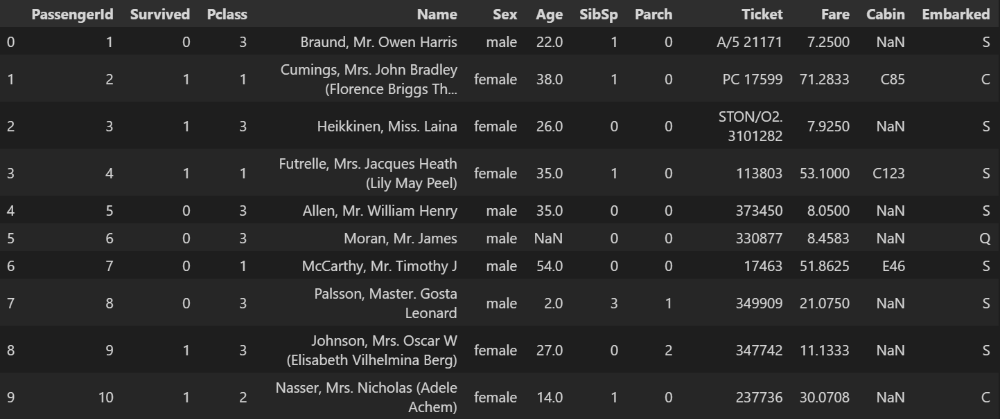 PassengerId Survived Pclass Name Sex Age SibSp Parch Ticket Fare Cabin Embarked
0 1 0 3 Braund, Mr. Owen Harris male 22.0 1 0 A/5 21171 7.2500 NaN S
1 2 1 1 Cumings, Mrs. John Bradley (Florence Briggs Th... female 38.0 1 0 PC 17599 71.2833 C85 C
2 3 1 3 Heikkinen, Miss. Laina female 26.0 0 0 STON/O2. 3101282 7.9250 NaN S
3 4 1 1 Futrelle, Mrs. Jacques Heath (Lily May Peel) female 35.0 1 0 113803 53.1000 C123 S
4 5 0 3 Allen, Mr. William Henry male 35.0 0 0 373450 8.0500 NaN S
5 6 0 3 Moran, Mr. James male NaN 0 0 330877 8.4583 NaN Q
6 7 0 1 McCarthy, Mr. Timothy J male 54.0 0 0 17463 51.8625 E46 S
7 8 0 3 Palsson, Master. Gosta Leonard male 2.0 3 1 349909 21.0750 NaN S
8 9 1 3 Johnson, Mrs. Oscar W (Elisabeth Vilhelmina Berg) female 27.0 0 2 347742 11.1333 NaN S
9 10 1 2 Nasser, Mrs. Nicholas (Adele Achem) female 14.0 1 0 237736 30.0708 NaN C